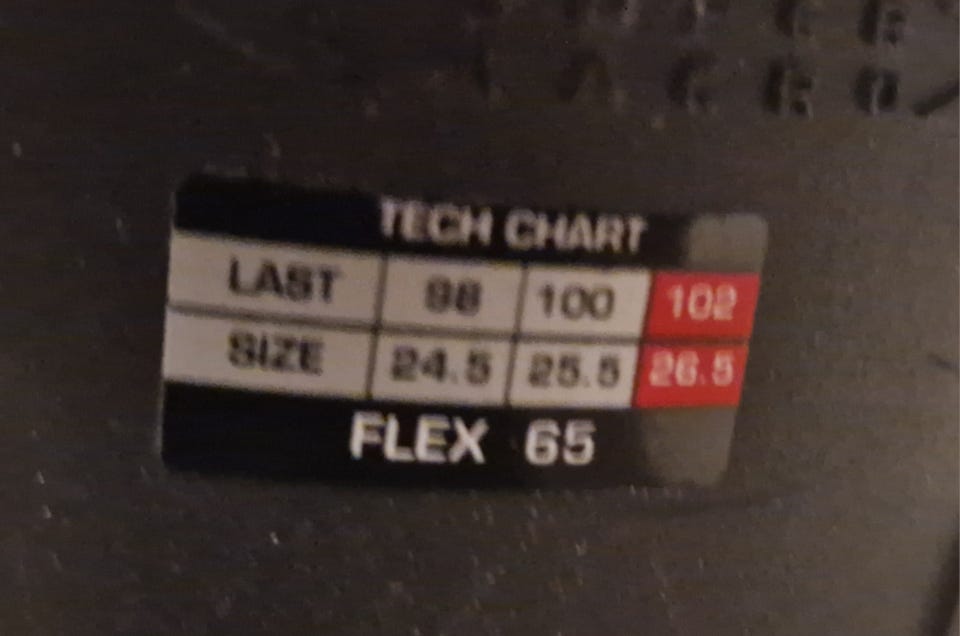 TECH CHART
LAST 98 100 102
SIZE 24.5 25.5 26.5
FLEX 65